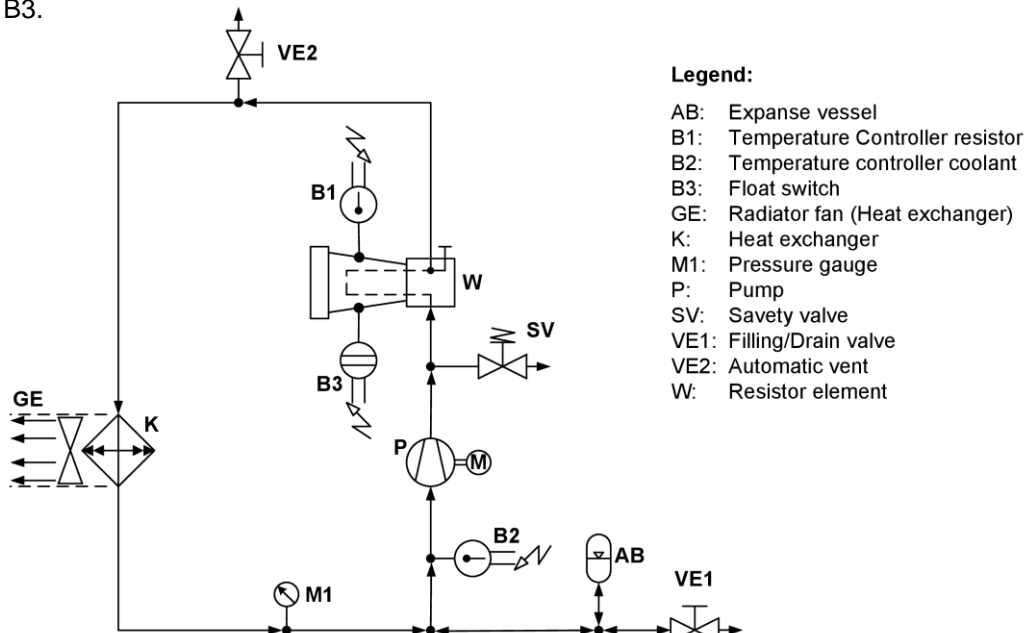 B3.
VE2
B1
W
SV
B3
GE
K
P
M
B2
AB
M1
VE1
Legend:
AB: Expanse vessel
B1: Temperature Controller resistor
B2: Temperature controller coolant
B3: Float switch
GE: Radiator fan (Heat exchanger)
K: Heat exchanger
M1: Pressure gauge
P: Pump
SV: Savety valve
VE1: Filling/Drain valve
VE2: Automatic vent
W: Resistor element